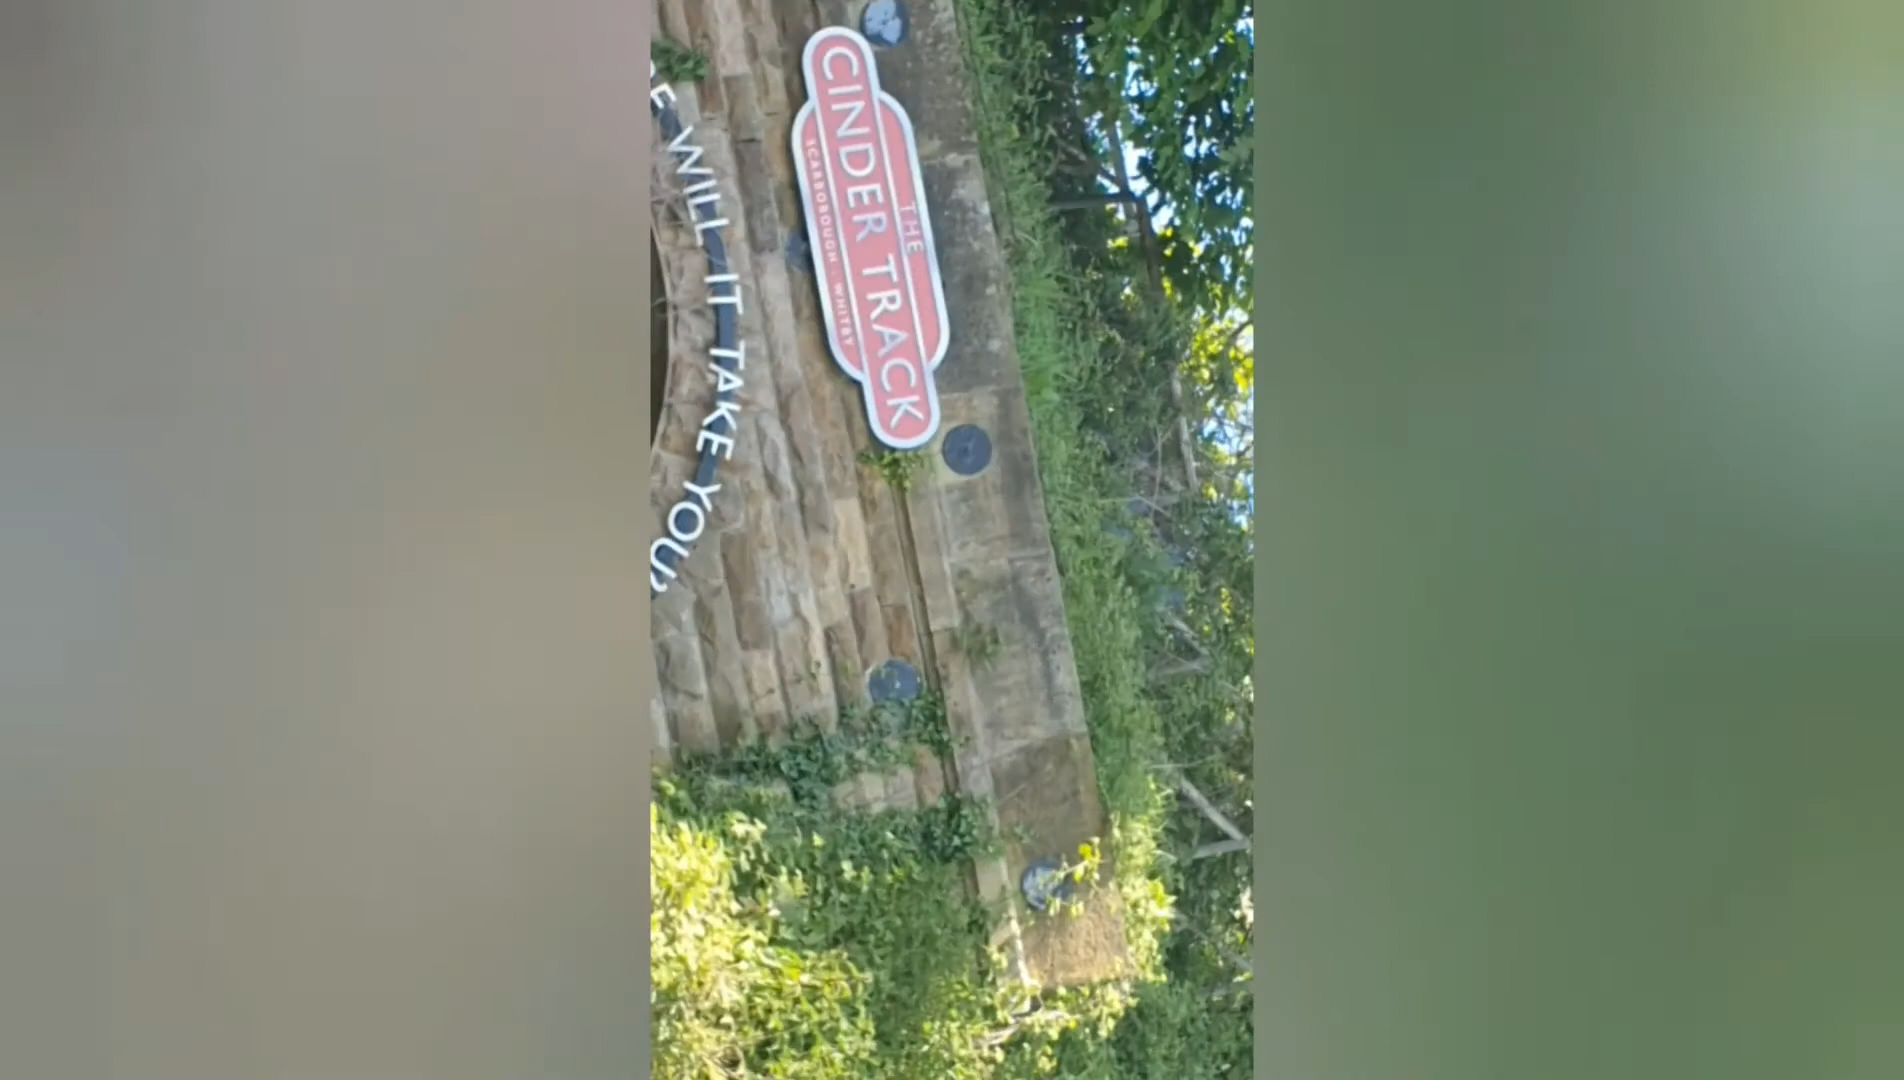 THE
CINDER TRACK
SCARBOROUGH · WHITBY
WILL IT TAKE YOU?